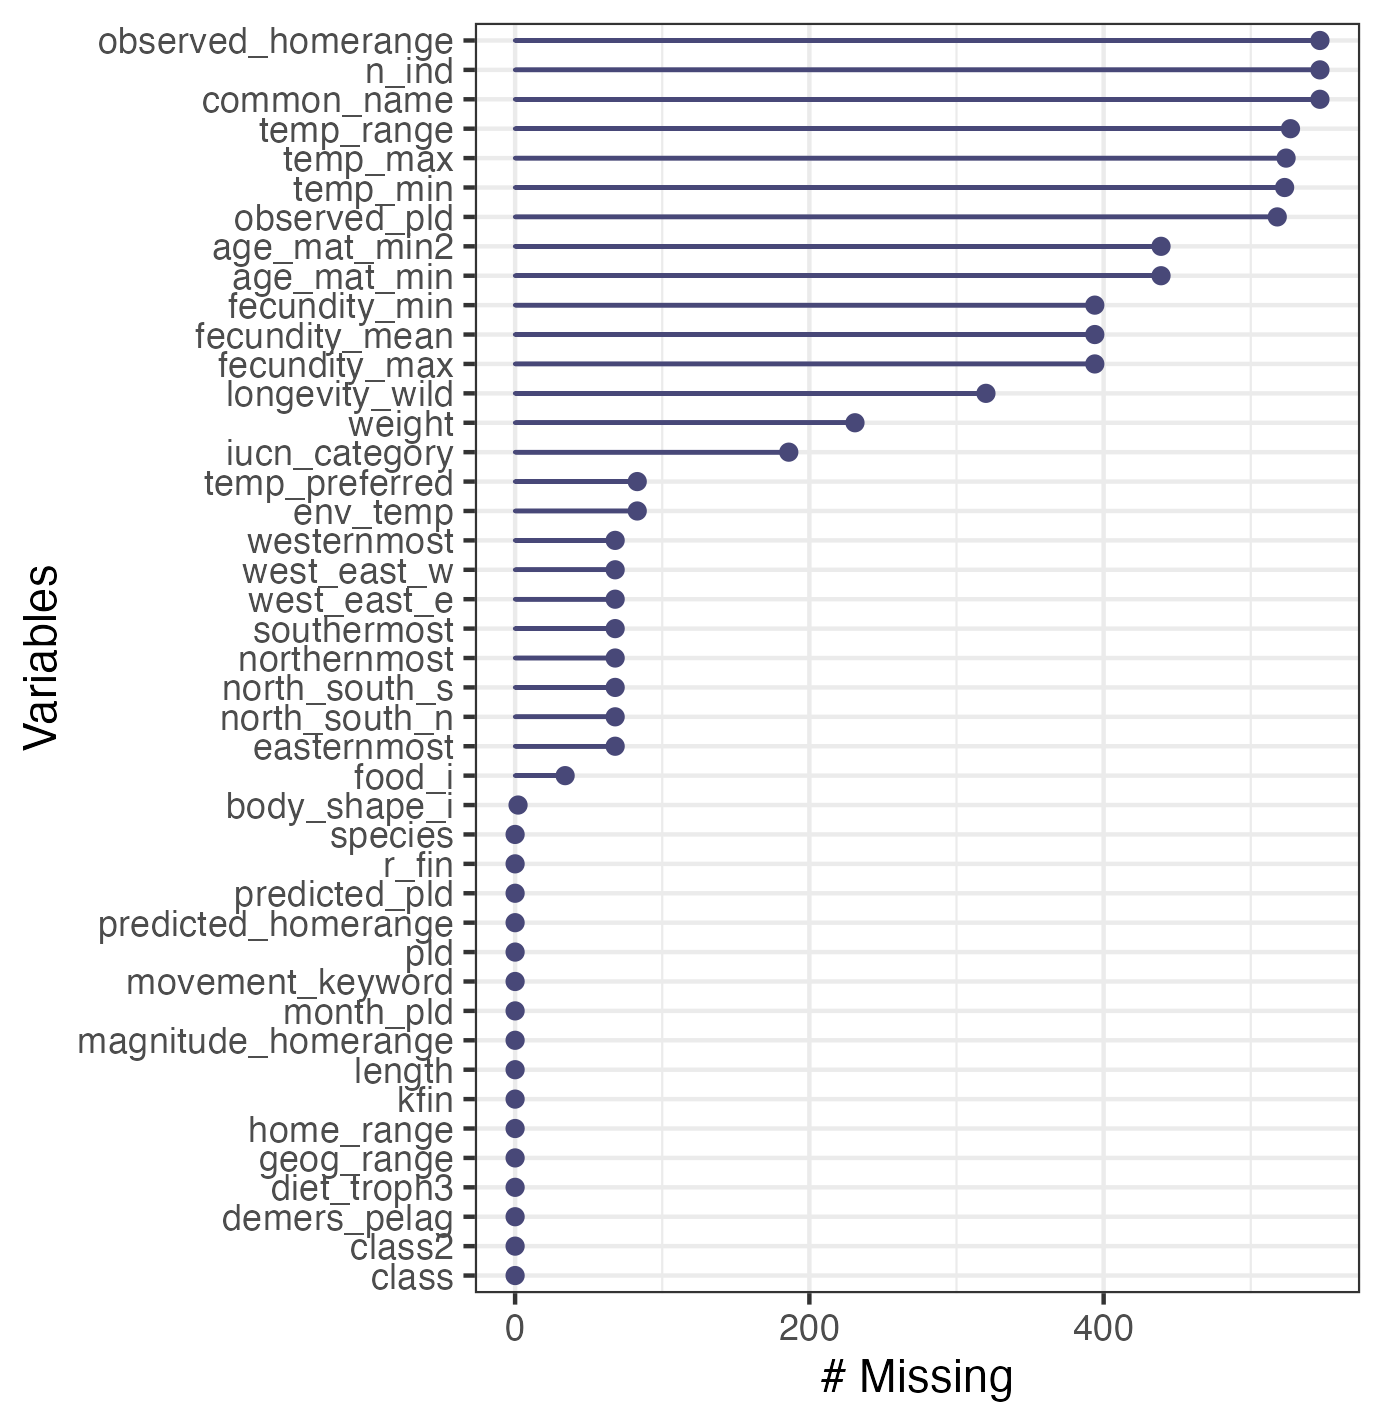 observed_homerange
n_ind
common_name
temp_range
temp_max
temp_min
observed_pld
age_mat_min2
age_mat_min
fecundity_min
fecundity_mean
fecundity_max
longevity_wild
weight
iucn_category
temp_preferred
env_temp
westernmost
west_east_w
west_east_e
southermost
northernmost
north_south_s
north_south_n
easternmost
food_i
body_shape_i
species
r_fin
predicted_pld
predicted_homerange
pld
movement_keyword
month_pld
magnitude_homerange
length
kfin
home_range
geog_range
diet_troph3
demers_pelag
class2
class
Variables
0 200 400
# Missing